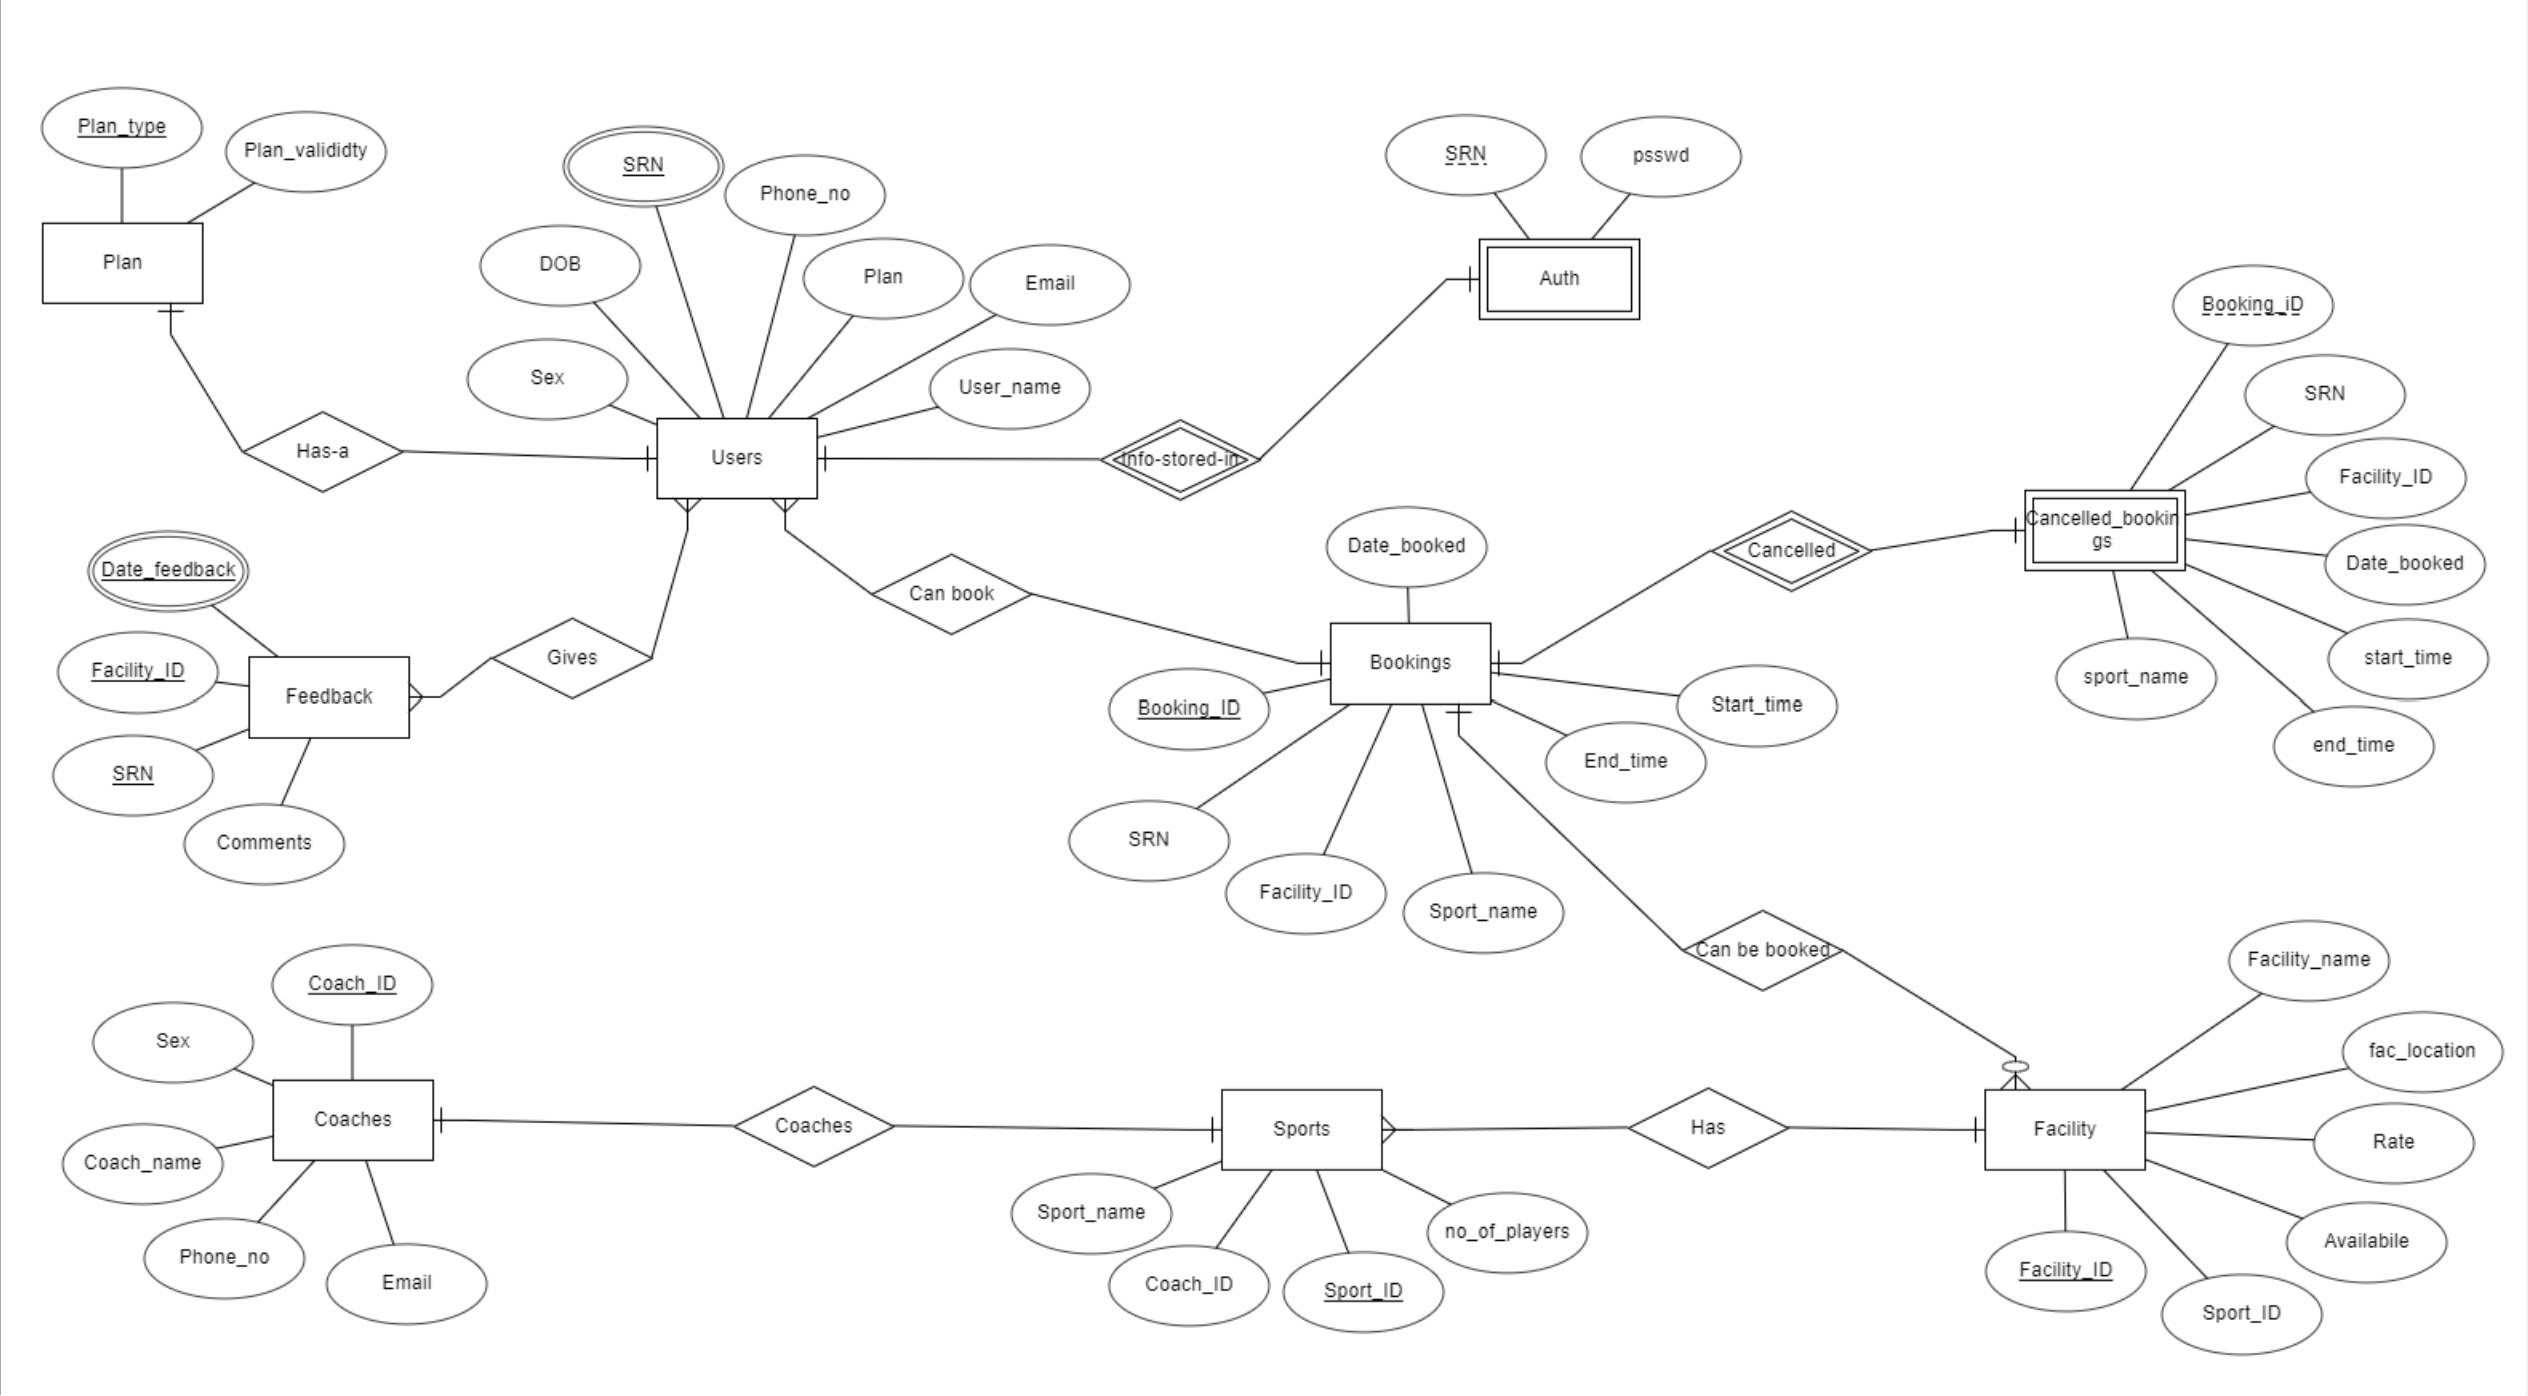 Plan_type
Plan_valididty
Plan
Has-a
SRN
Phone_no
DOB
Plan
Email
Sex
User_name
Users
SRN
psswd
Auth
Info-stored-in
Booking_iD
SRN
Facility_ID
Cancelled_bookin
gs
Date_booked
start_time
sport_name
end_time
Cancelled
Date_feedback
Facility_ID
Feedback
SRN
Comments
Gives
Can book
Date_booked
Bookings
Booking_ID
Start_time
End_time
SRN
Facility_ID
Sport_name
Can be booked
Coach_ID
Sex
Coaches
Coach_name
Phone_no
Email
Coaches
Sports
Sport_name
Coach_ID
Sport_ID
no_of_players
Has
Facility_name
fac_location
Facility
Rate
Availabile
Facility_ID
Sport_ID